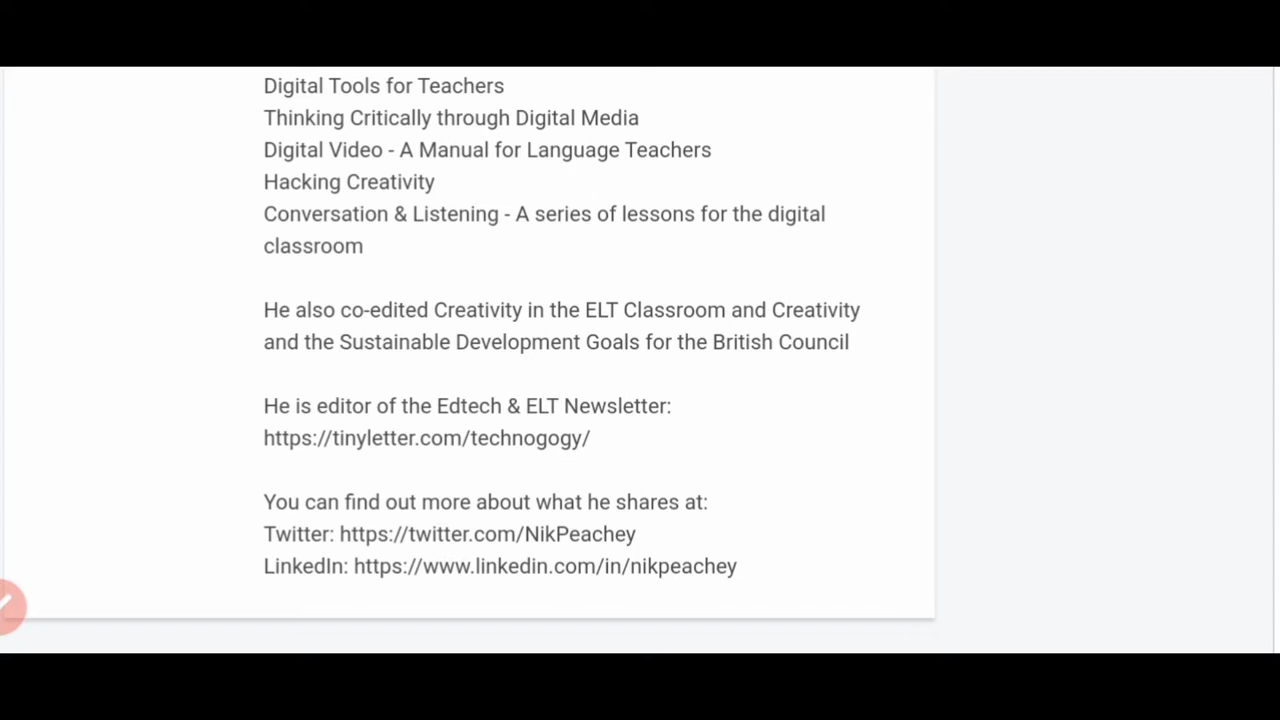 Digital Tools for Teachers
Thinking Critically through Digital Media
Digital Video - A Manual for Language Teachers
Hacking Creativity
Conversation & Listening - A series of lessons for the digital
classroom
He also co-edited Creativity in the ELT Classroom and Creativity
and the Sustainable Development Goals for the British Council
He is editor of the Edtech & ELT Newsletter:
https://tinyletter.com/technogogy/
You can find out more about what he shares at:
Twitter: https://twitter.com/NikPeachey
LinkedIn: https://www.linkedin.com/in/nikpeachey